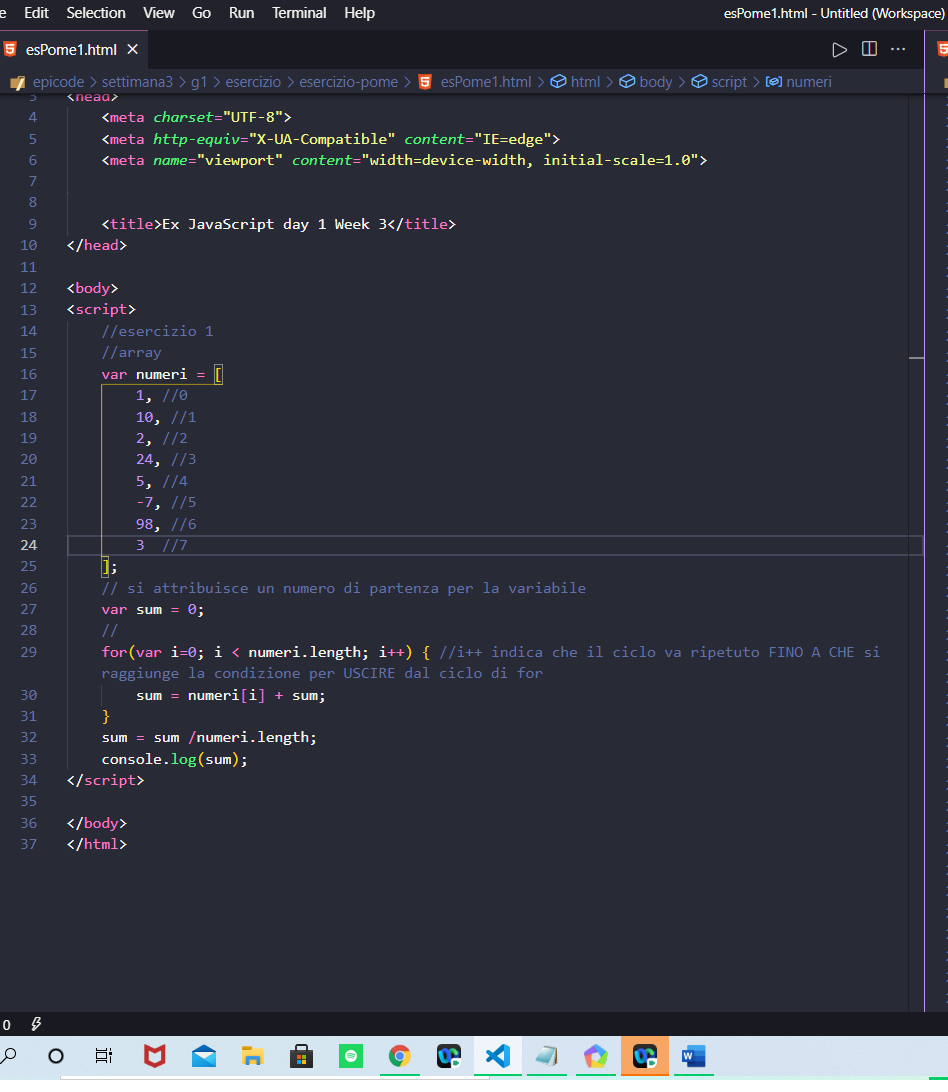 Edit Selection View Go Run Terminal Help esPome1.html - Untitled (Workspace)
esPome1.html
epicode > settimana3 > g1 > esercizio > esercizio-pome > esPome1.html > html > body > script > numeri
3 <head>
4 <meta charset="UTF-8">
5 <meta http-equiv="X-UA-Compatible" content="IE=edge">
6 <meta name="viewport" content="width=device-width, initial-scale=1.0">
7
8
9 <title>Ex JavaScript day 1 Week 3</title>
10 </head>
11
12 <body>
13 <script>
14 //esercizio 1
15 //array
16 var numeri = [
17 1, //0
18 10, //1
19 2, //2
20 24, //3
21 5, //4
22 -7, //5
23 98, //6
24 3 //7
25 ];
26 // si attribuisce un numero di partenza per la variabile
27 var sum = 0;
28 //
29 for(var i=0; i < numeri.length; i++) { //i++ indica che il ciclo va ripetuto FINO A CHE si
raggiunge la condizione per USCIRE dal ciclo di for
30 sum = numeri[i] + sum;
31 }
32 sum = sum /numeri.length;
33 console.log(sum);
34 </script>
35
36 </body>
37 </html>
0